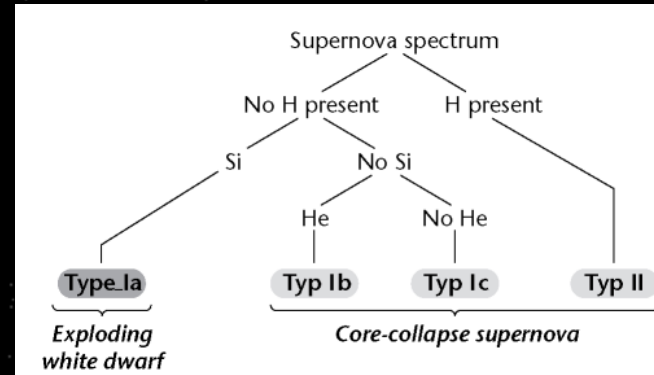 Supernova spectrum
No H present H present
Si No Si
He No He
Type_Ia Typ Ib Typ Ic Typ II
Exploding Core-collapse supernova
white dwarf